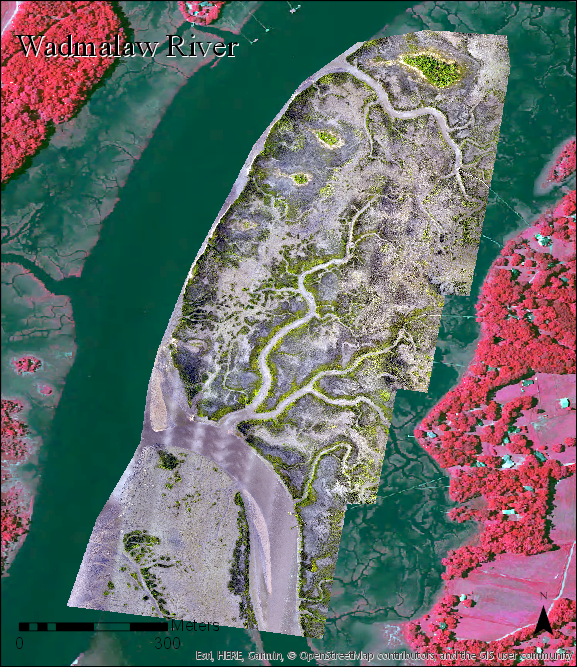 Wadmalaw River
N
Meters
0 300
Esri, HERE, Garmin, © OpenStreetMap contributors, and the GIS user community